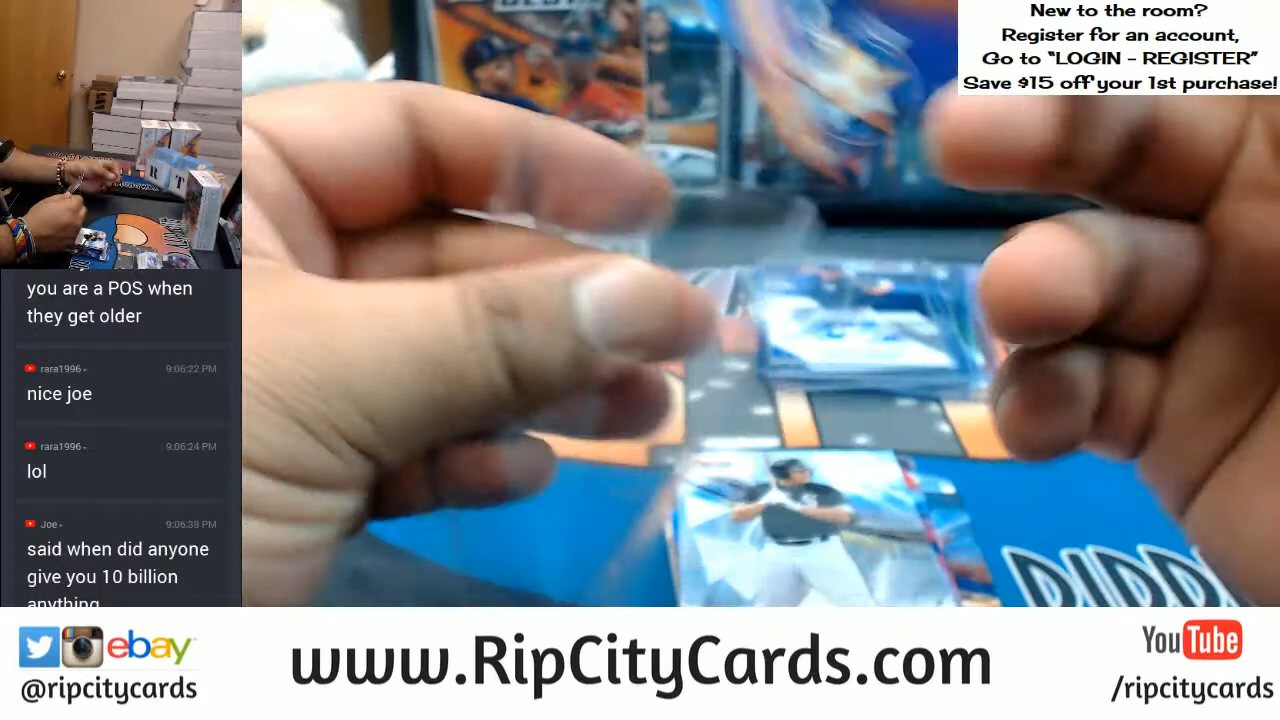 New to the room?
Register for an account,
Go to “LOGIN - REGISTER”
Save $15 off your 1st purchase!
R T
you are a POS when
they get older
rara1996
9:06:22 PM
nice joe
rara1996
9:06:24 PM
lol
Joe
9:06:38 PM
said when did anyone
give you 10 billion
anything
ebay
@ripcitycards
www.RipCityCards.com
YouTube
/ripcitycards